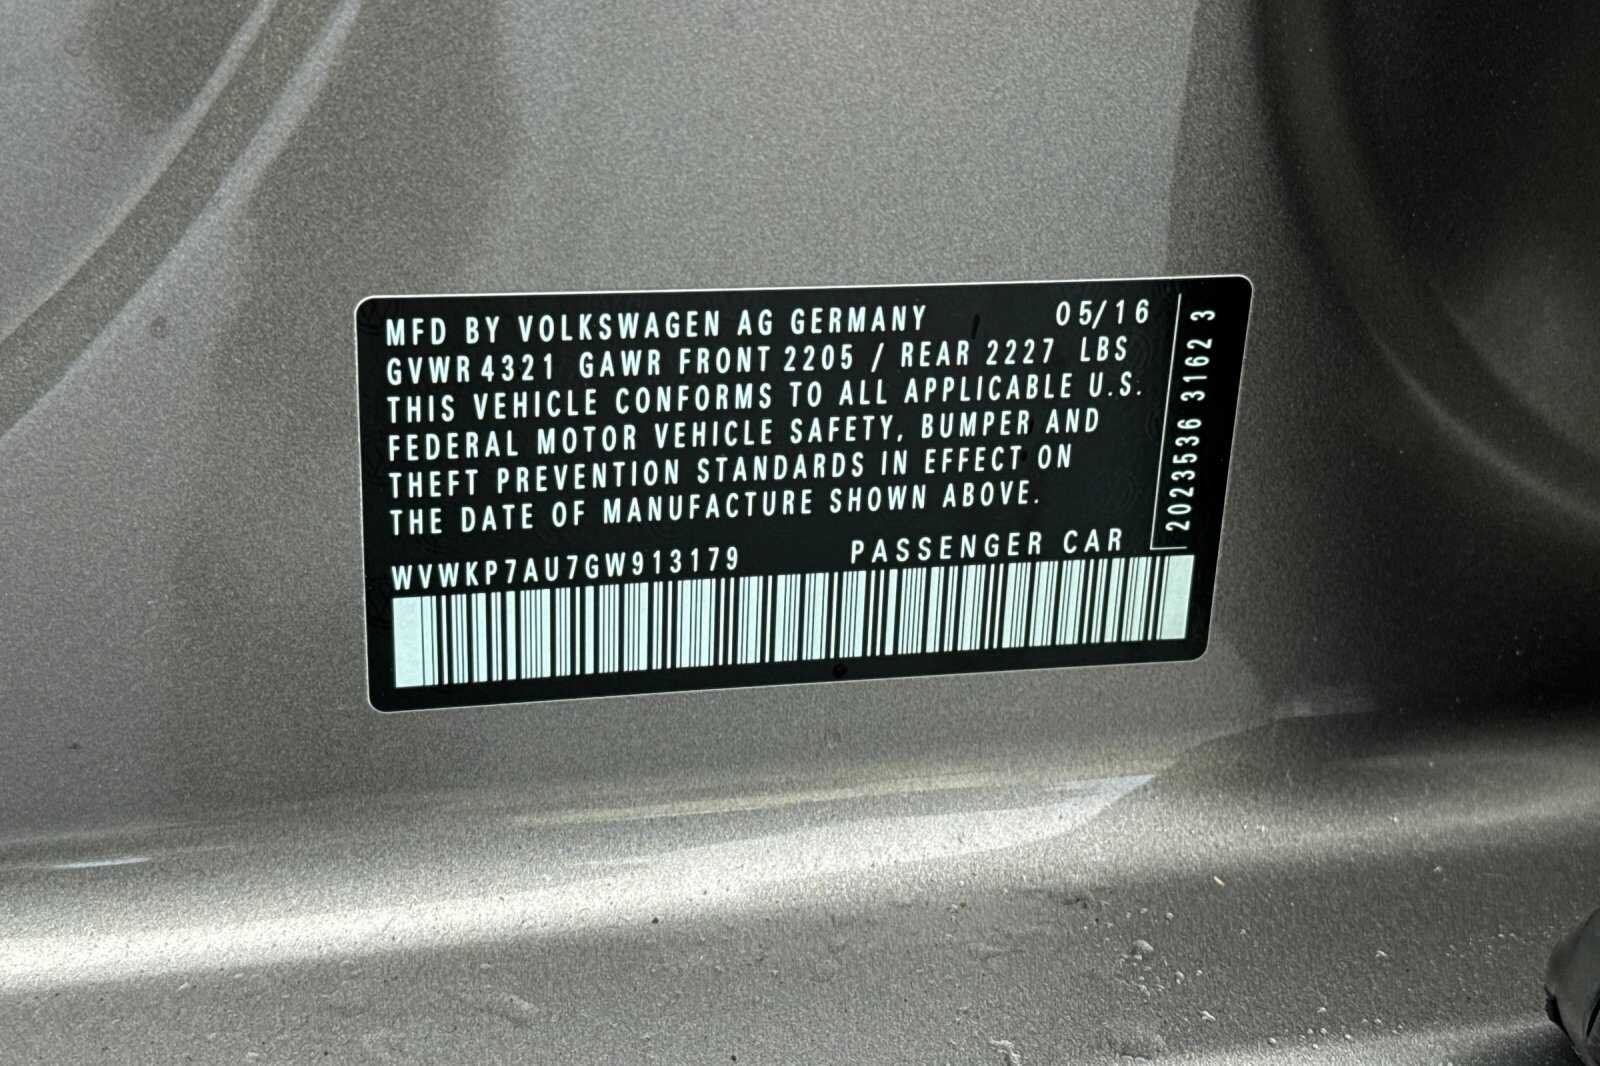 MFD BY VOLKSWAGEN AG GERMANY 05/16
GVWR 4321 GAWR FRONT 2205 / REAR 2227 LBS
THIS VEHICLE CONFORMS TO ALL APPLICABLE U.S.
FEDERAL MOTOR VEHICLE SAFETY, BUMPER AND
THEFT PREVENTION STANDARDS IN EFFECT ON
THE DATE OF MANUFACTURE SHOWN ABOVE.
WVWKP7AU7GW913179 PASSENGER CAR
2023536 3162 3